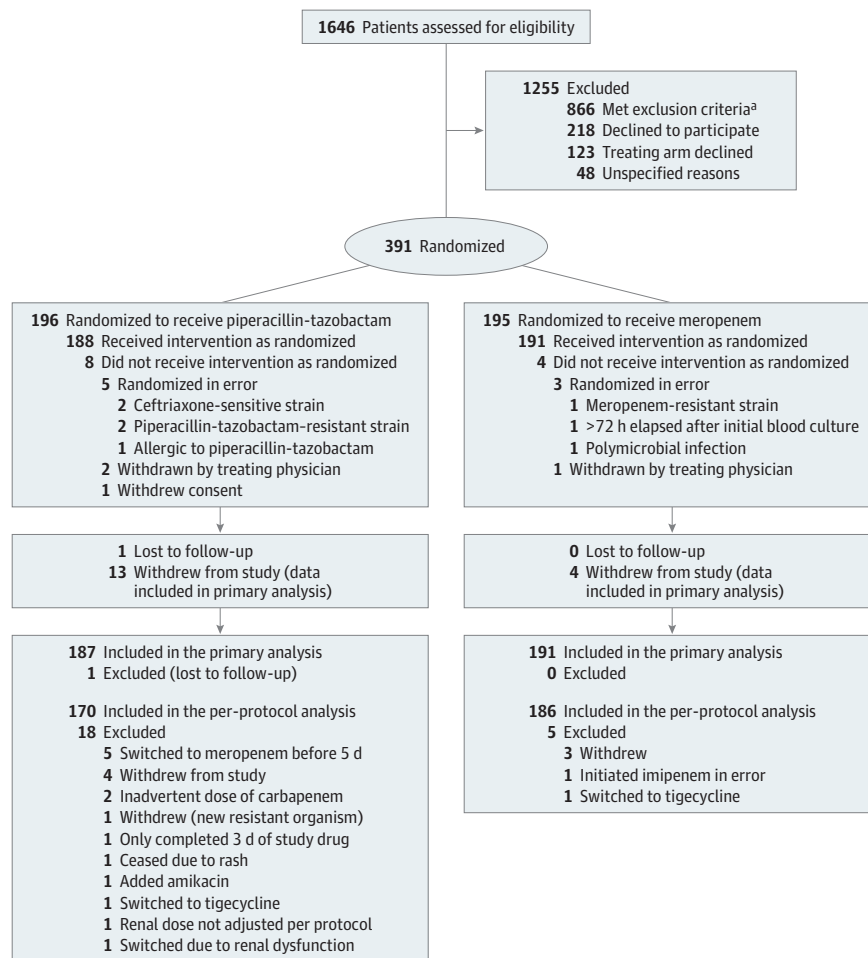 1646 Patients assessed for eligibility
1255 Excluded
866 Met exclusion criteriaᵃ
218 Declined to participate
123 Treating arm declined
48 Unspecified reasons
391 Randomized
196 Randomized to receive piperacillin-tazobactam
188 Received intervention as randomized
8 Did not receive intervention as randomized
5 Randomized in error
2 Ceftriaxone-sensitive strain
2 Piperacillin-tazobactam-resistant strain
1 Allergic to piperacillin-tazobactam
2 Withdrawn by treating physician
1 Withdrew consent
195 Randomized to receive meropenem
191 Received intervention as randomized
4 Did not receive intervention as randomized
3 Randomized in error
1 Meropenem-resistant strain
1 >72 h elapsed after initial blood culture
1 Polymicrobial infection
1 Withdrawn by treating physician
1 Lost to follow-up
13 Withdrew from study (data
included in primary analysis)
0 Lost to follow-up
4 Withdrew from study (data
included in primary analysis)
187 Included in the primary analysis
1 Excluded (lost to follow-up)
170 Included in the per-protocol analysis
18 Excluded
5 Switched to meropenem before 5 d
4 Withdrew from study
2 Inadvertent dose of carbapenem
1 Withdrew (new resistant organism)
1 Only completed 3 d of study drug
1 Ceased due to rash
1 Added amikacin
1 Switched to tigecycline
1 Renal dose not adjusted per protocol
1 Switched due to renal dysfunction
191 Included in the primary analysis
0 Excluded
186 Included in the per-protocol analysis
5 Excluded
3 Withdrew
1 Initiated imipenem in error
1 Switched to tigecycline